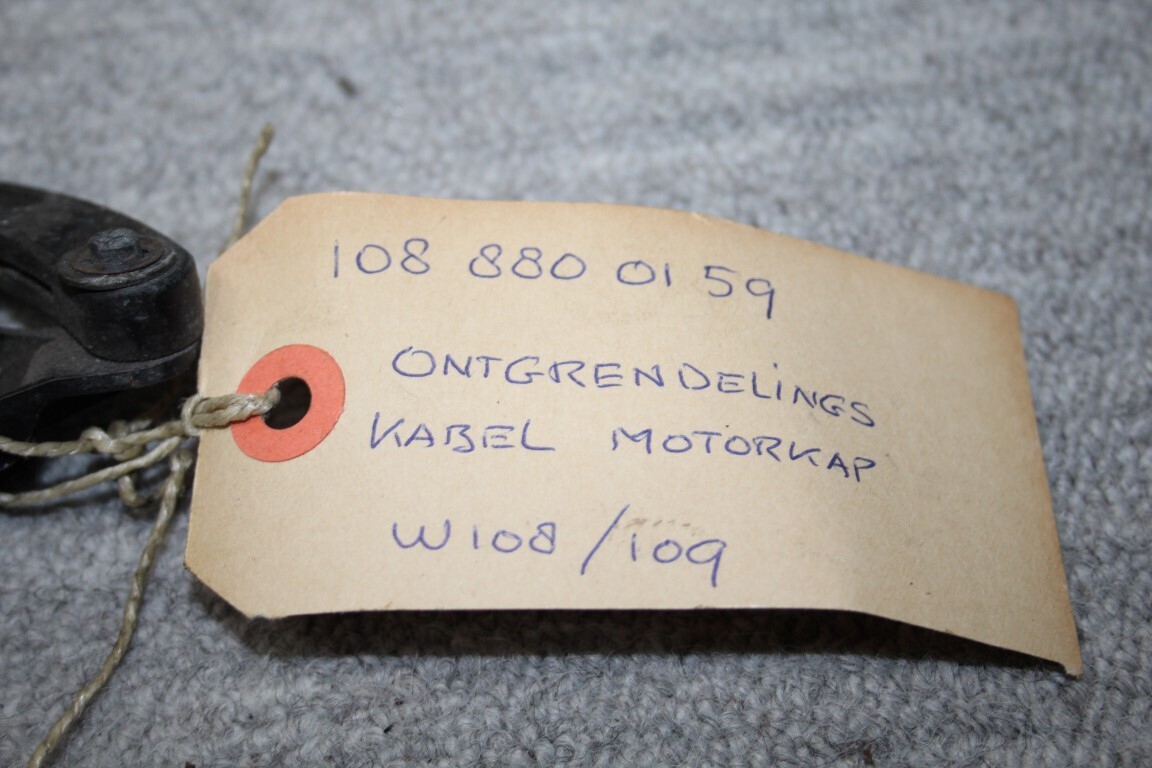 108 880 01 59
ONTGRENDELINGS
KABEL MOTORKAP
W108/109